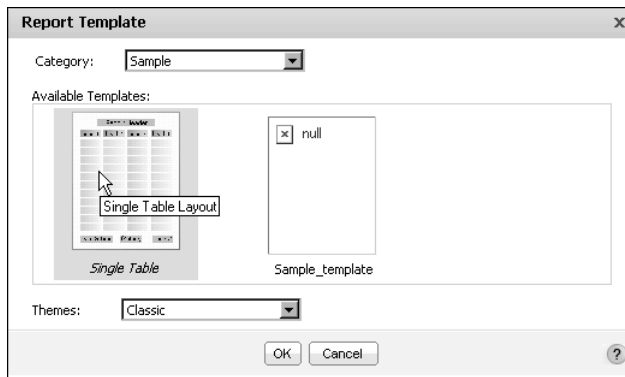 Report Template x
Category: Sample
Available Templates:
null
Single Table Layout
Single Table
Sample_template
Themes: Classic
OK Cancel ?